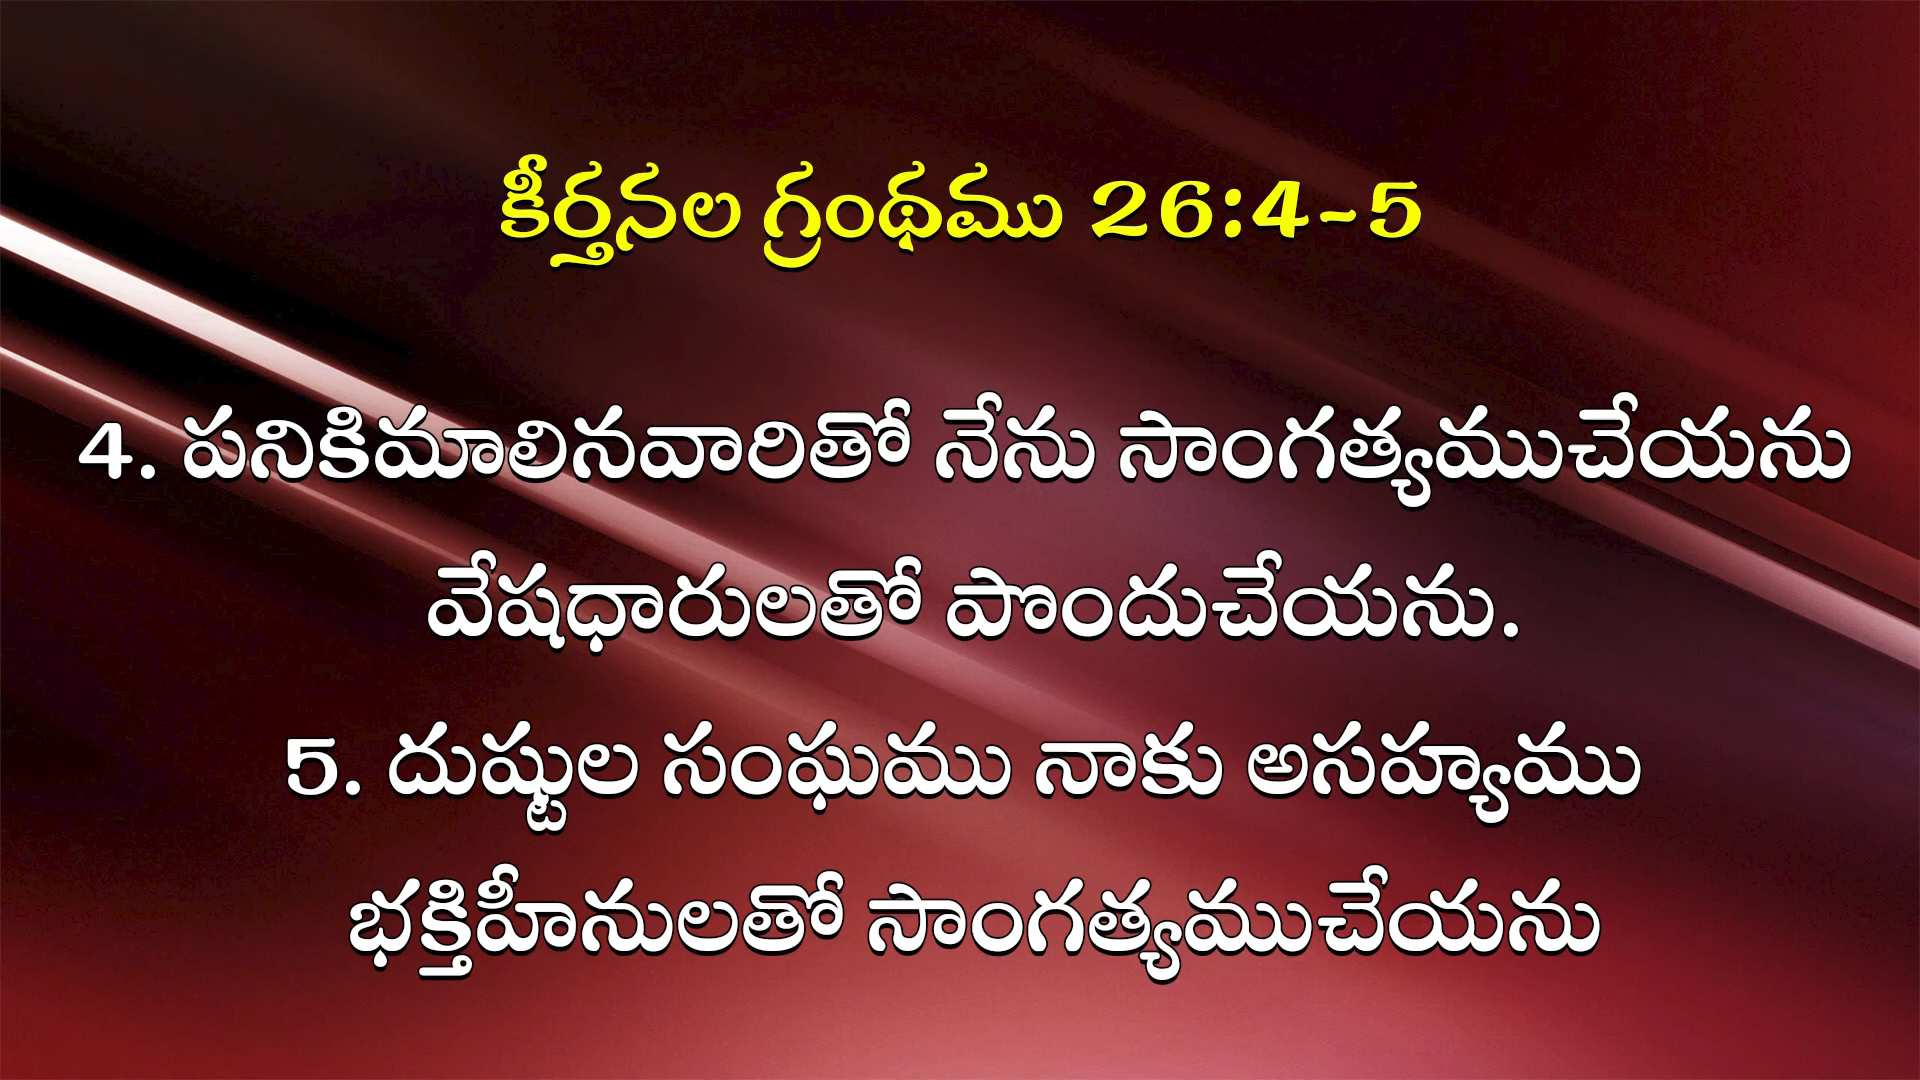 కీర్తనల గ్రంథము 26:4-5
4. పనికిమాలినవారితో నేను సాంగత్యముచేయను
వేషధారులతో పొందుచేయను.
5. దుష్టుల సంఘము నాకు అసహ్యము
భక్తిహీనులతో సాంగత్యముచేయను